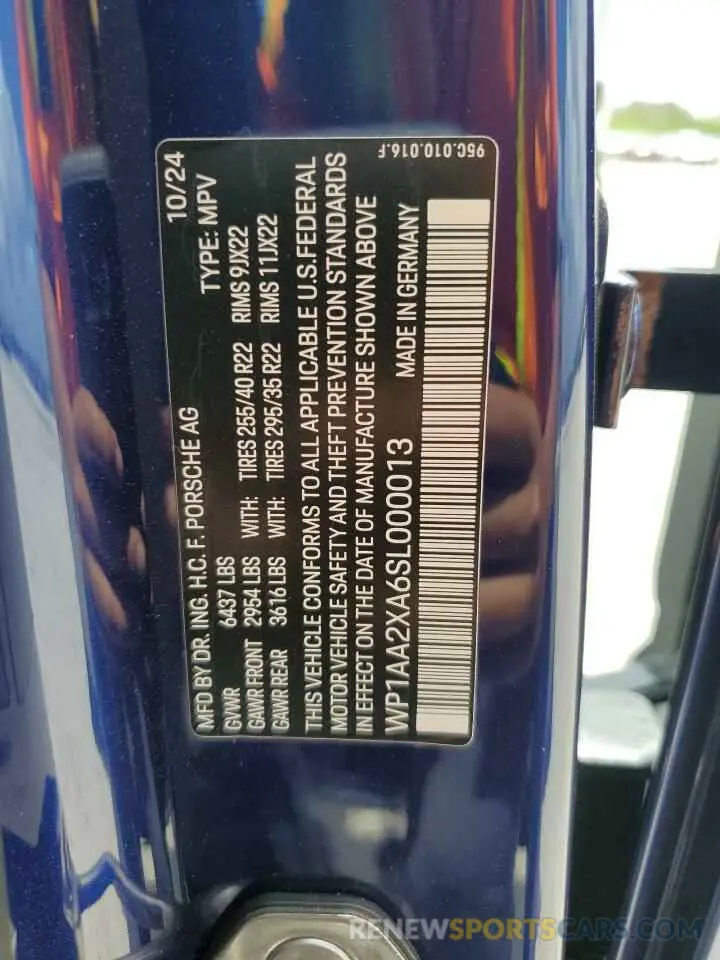 MFD BY DR. ING. H.C. F. PORSCHE AG 10/24
GVWR 6437 LBS TYPE: MPV
GAWR FRONT 2954 LBS WITH: TIRES 255/40 R22 RIMS 9JX22
GAWR REAR 3616 LBS WITH: TIRES 295/35 R22 RIMS 11JX22
THIS VEHICLE CONFORMS TO ALL APPLICABLE U.S. FEDERAL
MOTOR VEHICLE SAFETY AND THEFT PREVENTION STANDARDS
IN EFFECT ON THE DATE OF MANUFACTURE SHOWN ABOVE
WP1AA2XA6SL000013 MADE IN GERMANY
95C.010.016.F
RENEWSPORTSCARS.COM